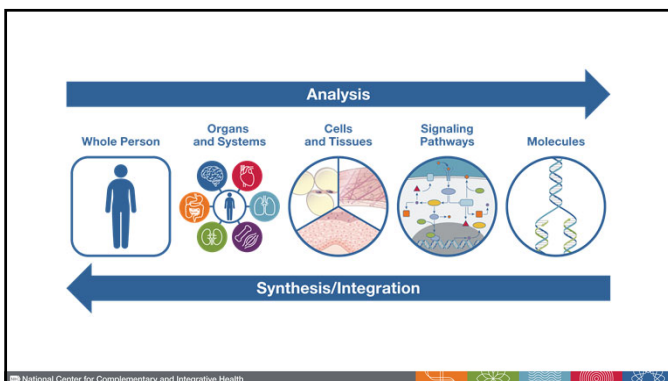 Analysis
Whole Person
Organs
and Systems
Cells
and Tissues
Signaling
Pathways
Molecules
Synthesis/Integration
National Center for Complementary and Integrative Health